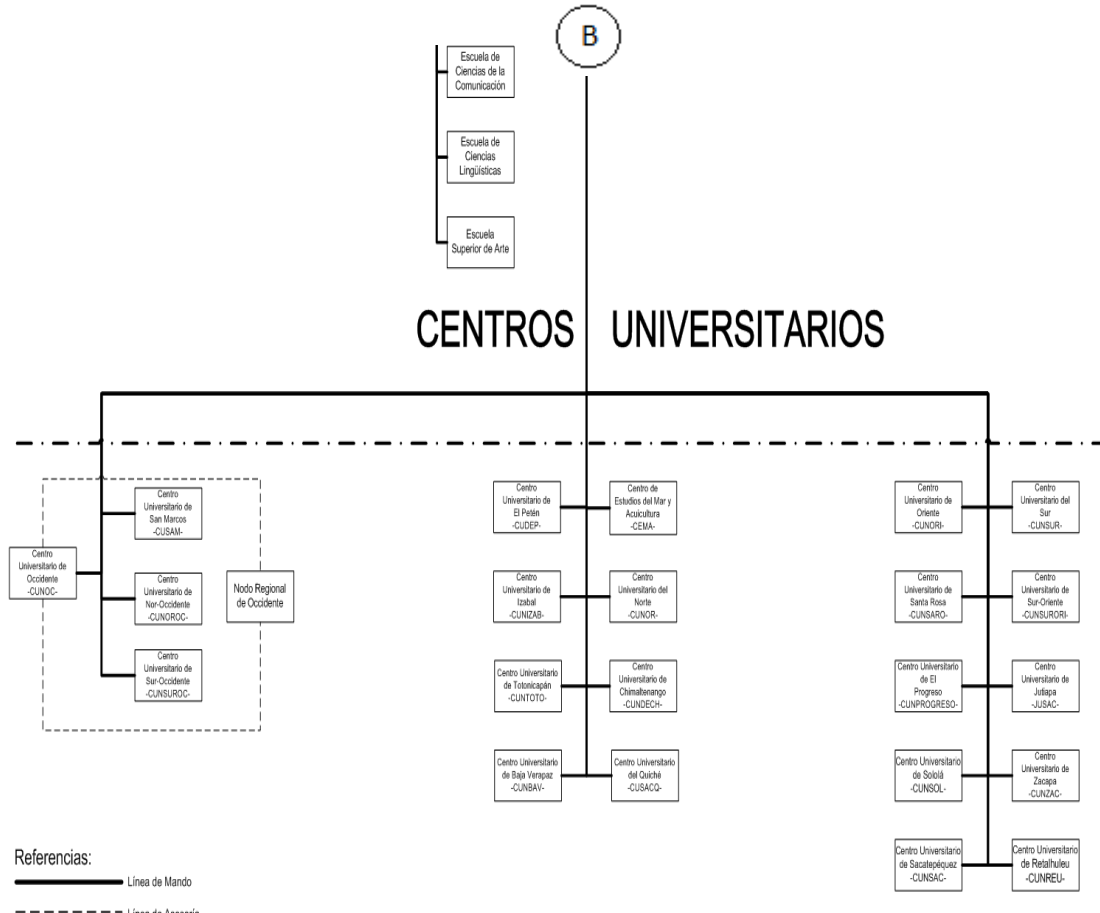 B
Escuela de
Ciencias de la
Comunicación
Escuela de
Ciencias
Lingüísticas
Escuela
Superior de Arte
CENTROS UNIVERSITARIOS
Centro
Universitario de
San Marcos
-CUSAM-
Centro
Universitario de
Occidente
-CUNOC-
Centro
Universitario de
Nor-Occidente
-CUNOROC-
Nodo Regional
de Occidente
Centro
Universitario de
Sur-Occidente
-CUNSUROC-
Centro
Universitario de
El Petén
-CUDEP-
Centro de
Estudios del Mar y
Acuicultura
-CEMA-
Centro
Universitario de
Izabal
-CUNIZAB-
Centro
Universitario del
Norte
-CUNOR-
Centro Universitario
de Totonicapán
-CUNTOTO-
Centro
Universitario de
Chimaltenango
-CUNDECH-
Centro Universitario
de Baja Verapaz
-CUNBAV-
Centro Universitario
del Quiché
-CUSACQ-
Centro
Universitario de
Oriente
-CUNORI-
Centro
Universitario del
Sur
-CUNSUR-
Centro
Universitario de
Santa Rosa
-CUNSARO-
Centro
Universitario de
Sur-Oriente
-CUNSURORI-
Centro Universitario
de El
Progreso
-CUNPROGRESO-
Centro
Universitario de
Jutiapa
-JUSAC-
Centro Universitario
de Sololá
-CUNSOL-
Centro
Universitario de
Zacapa
-CUNZAC-
Centro Universitario
de Sacatepéquez
-CUNSAC-
Centro Universitario
de Retalhuleu
-CUNREU-
Referencias:
Línea de Mando
Línea de Asesoría